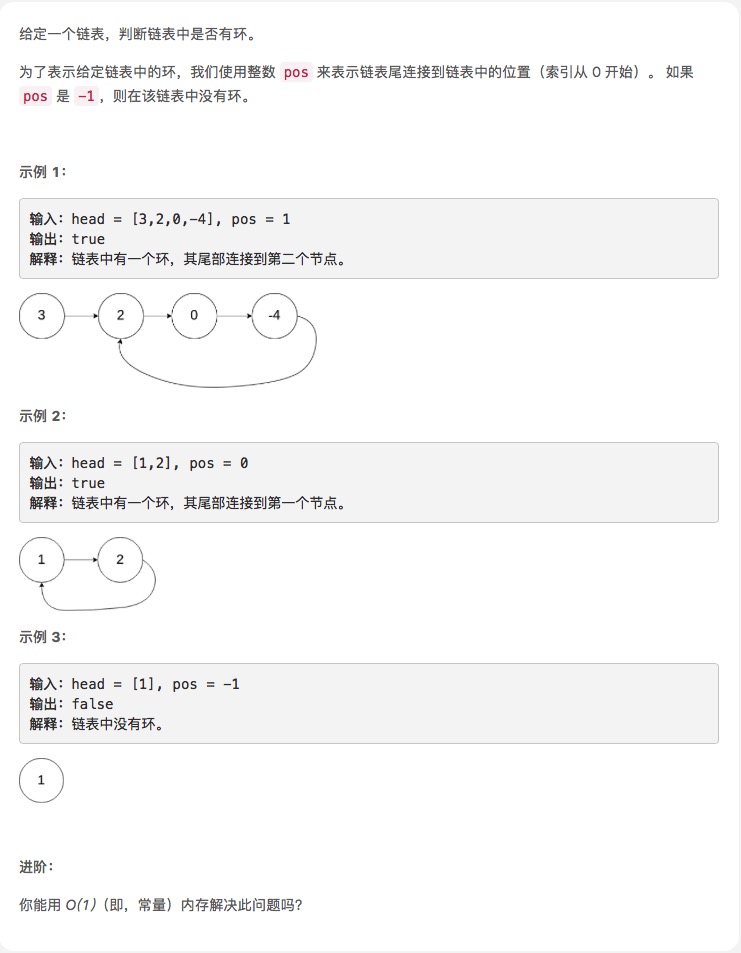 给定一个链表，判断链表中是否有环。
为了表示给定链表中的环，我们使用整数 pos 来表示链表尾连接到链表中的位置（索引从 0 开始）。 如果
pos 是 -1，则在该链表中没有环。
示例 1：
输入：head = [3,2,0,-4], pos = 1
输出：true
解释：链表中有一个环，其尾部连接到第二个节点。
3 2 0 -4
示例 2：
输入：head = [1,2], pos = 0
输出：true
解释：链表中有一个环，其尾部连接到第一个节点。
1 2
示例 3：
输入：head = [1], pos = -1
输出：false
解释：链表中没有环。
1
进阶：
你能用 O(1)（即，常量）内存解决此问题吗？